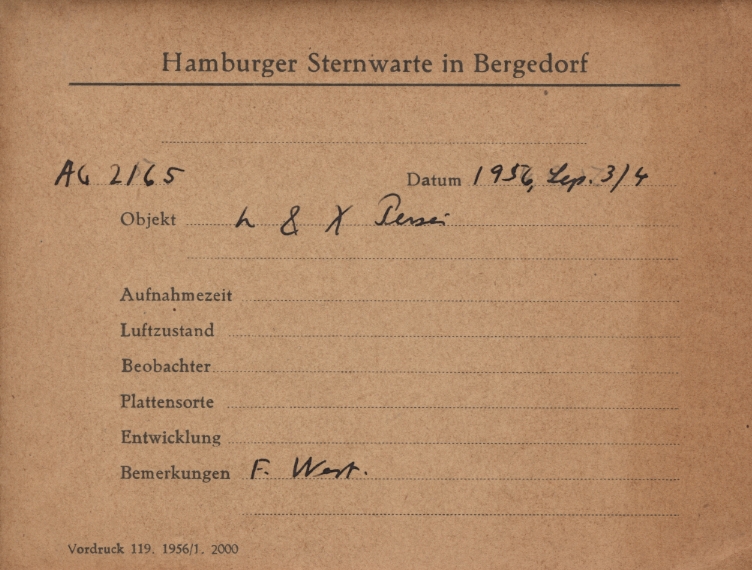 Hamburger Sternwarte in Bergedorf
AG 2165 Datum 1956, Sep. 3/4
Objekt h & χ Persei
Aufnahmezeit
Luftzustand
Beobachter
Plattensorte
Entwicklung
Bemerkungen F. West.
Vordruck 119. 1956/1. 2000